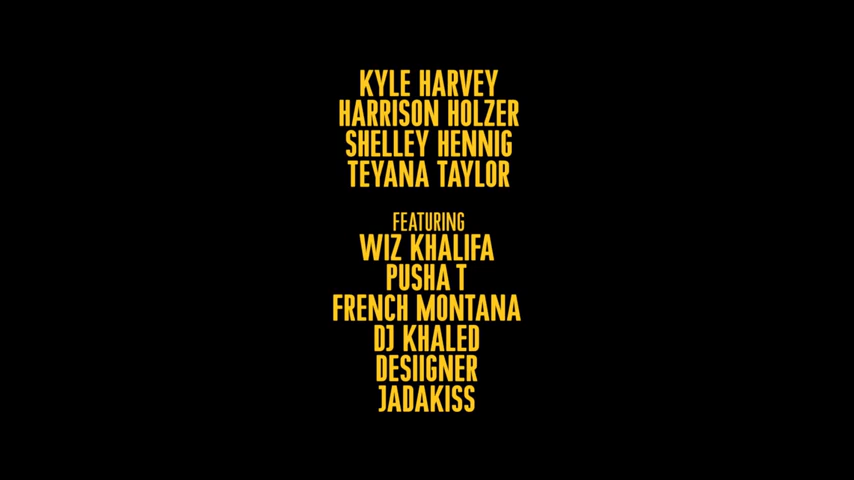 KYLE HARVEY
HARRISON HOLZER
SHELLEY HENNIG
TEYANA TAYLOR
FEATURING
WIZ KHALIFA
PUSHA T
FRENCH MONTANA
DJ KHALED
DESIIGNER
JADAKISS